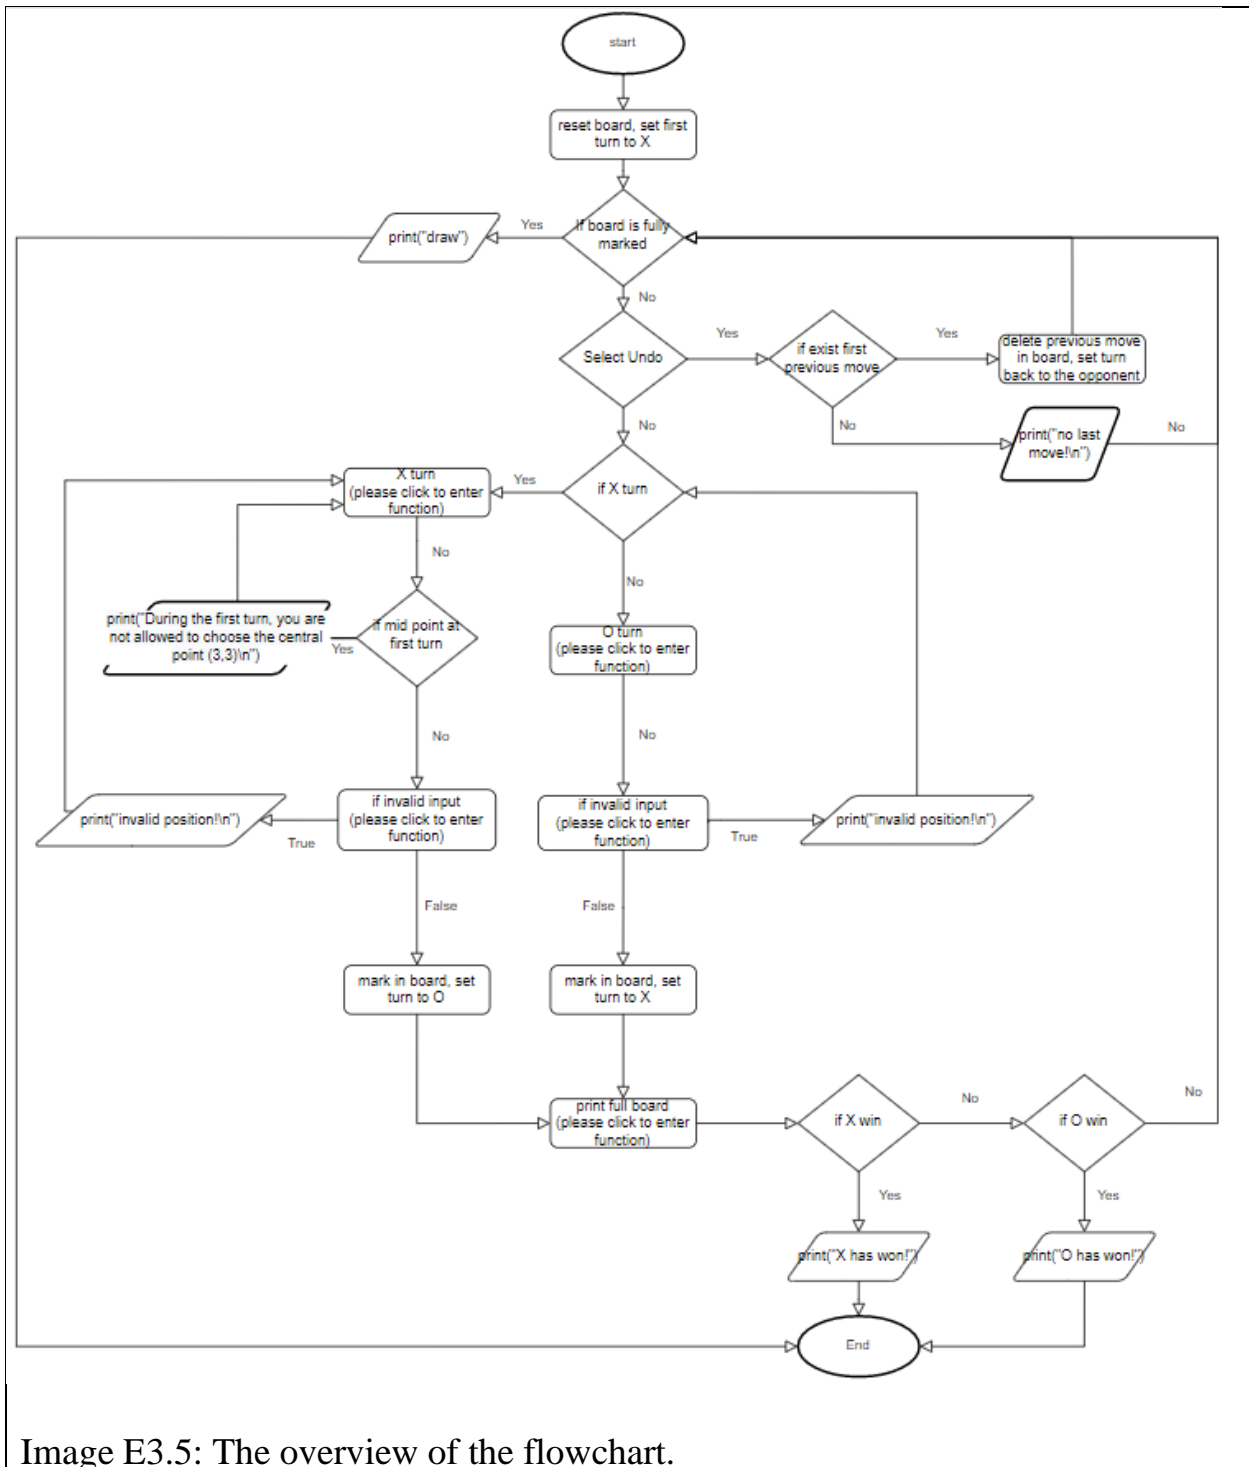 start
reset board, set first
turn to X
If board is fully
marked
Yes
print("draw")
No
Select Undo
Yes
if exist first
previous move
Yes
delete previous move
in board, set turn
back to the opponent
No
print("no last
move!\n")
No
No
if X turn
Yes
X turn
(please click to enter
function)
No
if mid point at
first turn
Yes
print("During the first turn, you are
not allowed to choose the central
point (3,3)\n")
No
O turn
(please click to enter
function)
No
No
if invalid input
(please click to enter
function)
True
print("invalid position!\n")
if invalid input
(please click to enter
function)
True
print("invalid position!\n")
False
False
mark in board, set
turn to O
mark in board, set
turn to X
print full board
(please click to enter
function)
if X win
No
if O win
No
Yes
Yes
print("X has won!")
print("O has won!")
End
Image E3.5: The overview of the flowchart.